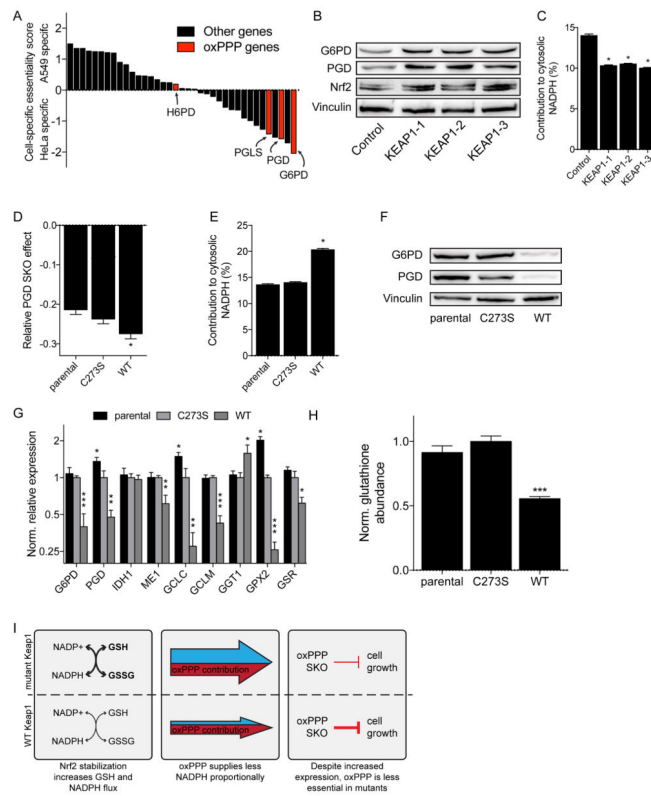 A
Cell-specific essentiality score
HeLa specific A549 specifc
1.5
1
0
-1
-2
Other genes
oxPPP genes
H6PD
PGLS
PGD
G6PD
B
G6PD
PGD
Nrf2
Vinculin
Control
KEAP1-1
KEAP1-2
KEAP1-3
C
Contribution to cytosolic
NADPH (%)
15
10
5
0
* * *
Control
KEAP1-1
KEAP1-2
KEAP1-3
D
Relative PGD SKO effect
0.0
-0.1
-0.2
-0.3
*
parental
C273S
WT
E
Contribution to cytosolic
NADPH (%)
25
20
15
10
5
0
*
parental
C273S
WT
F
G6PD
PGD
Vinculin
parental C273S WT
G
parental C273S WT
Norm. relative expression
2
1
0.5
0.25
*** * ** ** * ** *** * * *** *
G6PD
PGD
IDH1
ME1
GCLC
GCLM
GGT1
GPX2
GSR
H
Norm. glutathione
abundance
1.0
0.5
0.0
***
parental C273S WT
I
mutant Keap1
NADP+ GSH
NADPH GSSG
oxPPP contribution
oxPPP cell
SKO growth
WT Keap1
NADP+ GSH
NADPH GSSG
oxPPP contribution
oxPPP cell
SKO growth
Nrf2 stabilization
increases GSH and
NADPH flux
oxPPP supplies less
NADPH proportionally
Despite increased
expression, oxPPP is less
essential in mutants